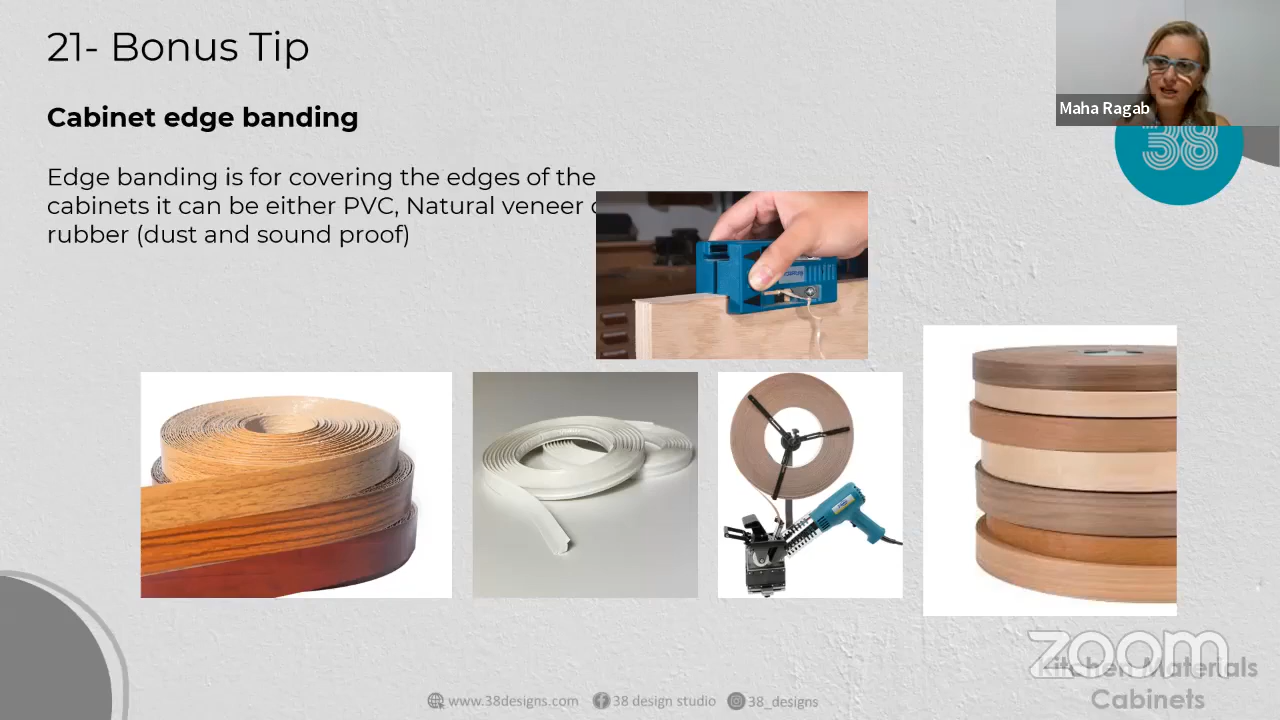 21- Bonus Tip
Maha Ragab
38
Cabinet edge banding
Edge banding is for covering the edges of the
cabinets it can be either PVC, Natural veneer
rubber (dust and sound proof)
zoom
Kitchen Materials
Cabinets
www.38designs.com 38 design studio 38_designs